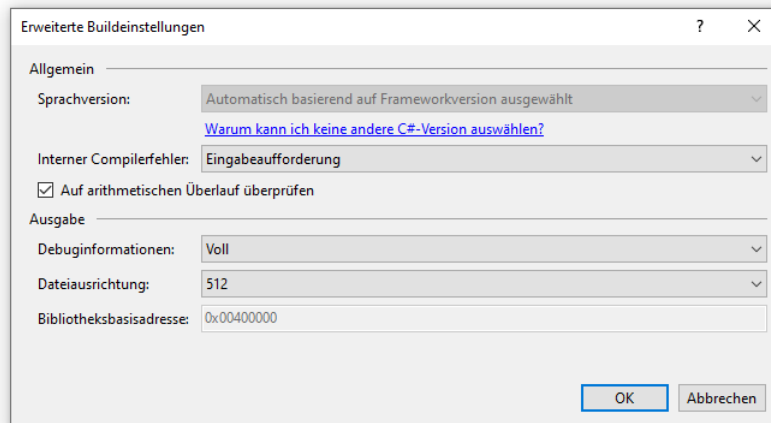 Erweiterte Buildeinstellungen
Allgemein
Sprachversion: Automatisch basierend auf Frameworkversion ausgewählt
Warum kann ich keine andere C#-Version auswählen?
Interner Compilerfehler: Eingabeaufforderung
Auf arithmetischen Überlauf überprüfen
Ausgabe
Debuginformationen: Voll
Dateiausrichtung: 512
Bibliotheksbasisadresse: 0x00400000
OK Abbrechen